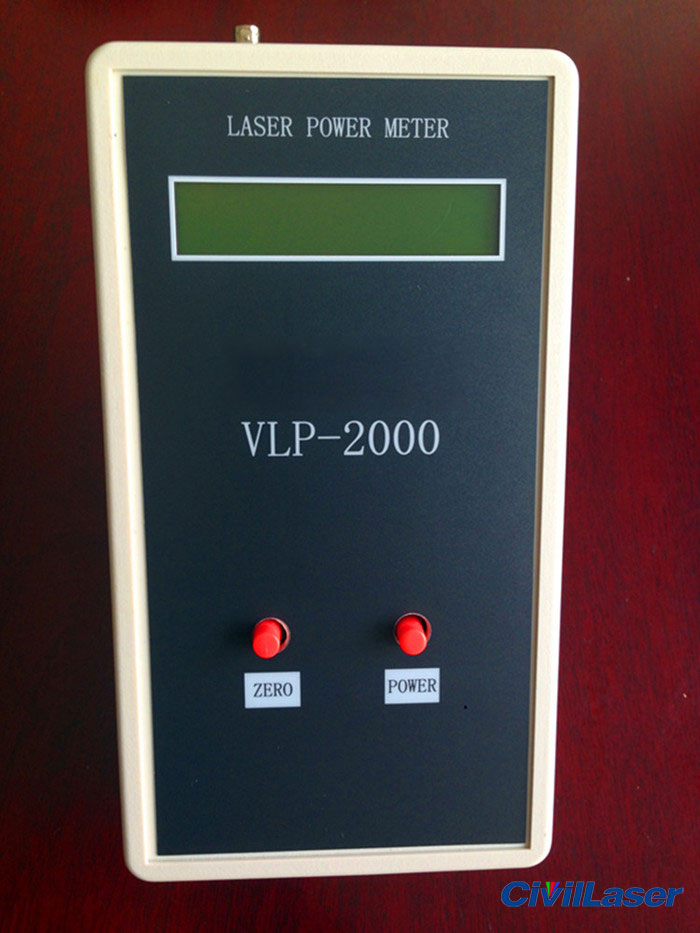 LASER POWER METER
VLP-2000
ZERO
POWER
CivilLaser